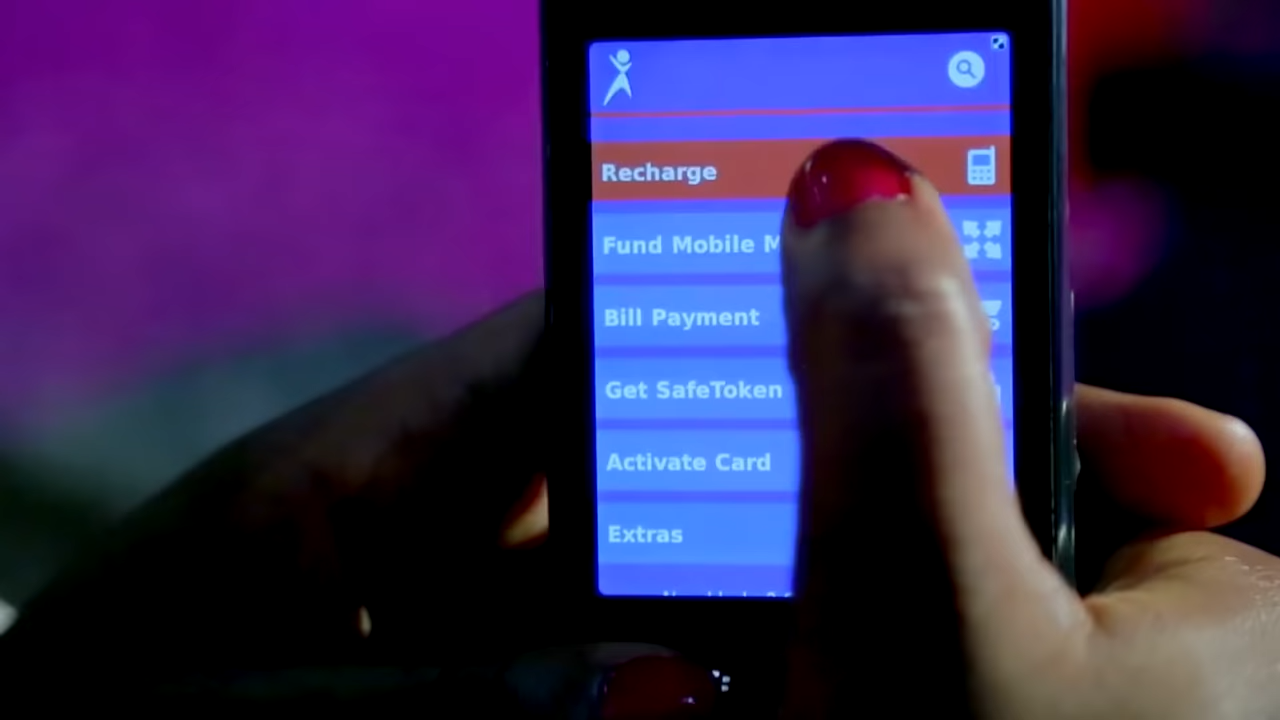 Recharge
Fund Mobile M
Bill Payment
Get SafeToken
Activate Card
Extras